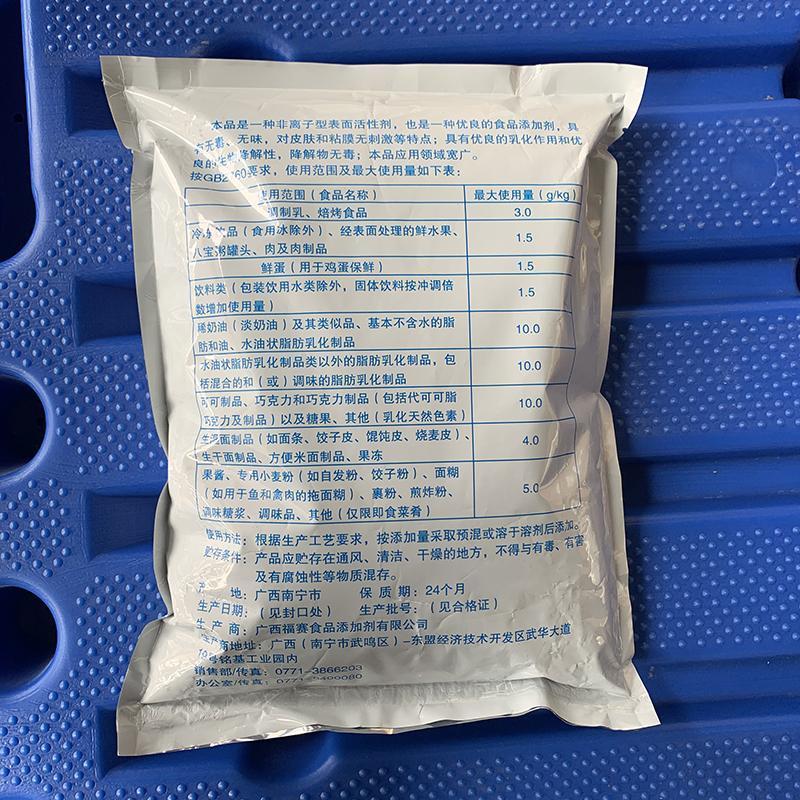 本品是一种非离子型表面活性剂，也是一种优良的食品添加剂，具
有无毒、无味，对皮肤和粘膜无刺激等特点；具有优良的乳化作用和优
良的生物降解性，降解物无毒；本品应用领域宽广。
按GB2760要求，使用范围及最大使用量如下表：
使用范围（食品名称） 最大使用量（g/kg）
调制乳、焙烤食品 3.0
冷冻饮品（食用冰除外）、经表面处理的鲜水果、
八宝粥罐头、肉及肉制品 1.5
鲜蛋（用于鸡蛋保鲜） 1.5
饮料类（包装饮用水类除外，固体饮料按冲调倍
数增加使用量） 1.5
稀奶油（淡奶油）及其类似品、基本不含水的脂
肪和油、水油状脂肪乳化制品 10.0
水油状脂肪乳化制品类以外的脂肪乳化制品，包
括混合的和（或）调味的脂肪乳化制品 10.0
可可制品、巧克力和巧克力制品（包括代可可脂
巧克力及制品）以及糖果、其他（乳化天然色素） 10.0
生湿面制品（如面条、饺子皮、馄饨皮、烧麦皮）、
生干面制品、方便米面制品、果冻 4.0
果酱、专用小麦粉（如自发粉、饺子粉）、面糊
（如用于鱼和禽肉的拖面糊）、裹粉、煎炸粉、
调味糖浆、调味品、其他（仅限即食菜肴） 5.0
使用方法：根据生产工艺要求，按添加量采取预混或溶于溶剂后添加。
贮存条件：产品应贮存在通风、清洁、干燥的地方，不得与有毒、有害
及有腐蚀性等物质混存。
产 地：广西南宁市 保 质 期：24个月
生产日期：（见封口处） 生产批号：（见合格证）
生 产 商：广西福赛食品添加剂有限公司
生产商地址：广西（南宁市武鸣区）-东盟经济技术开发区武华大道
10号铭基工业园内
销售部/传真：0771-3866203
办公室/传真：0771-